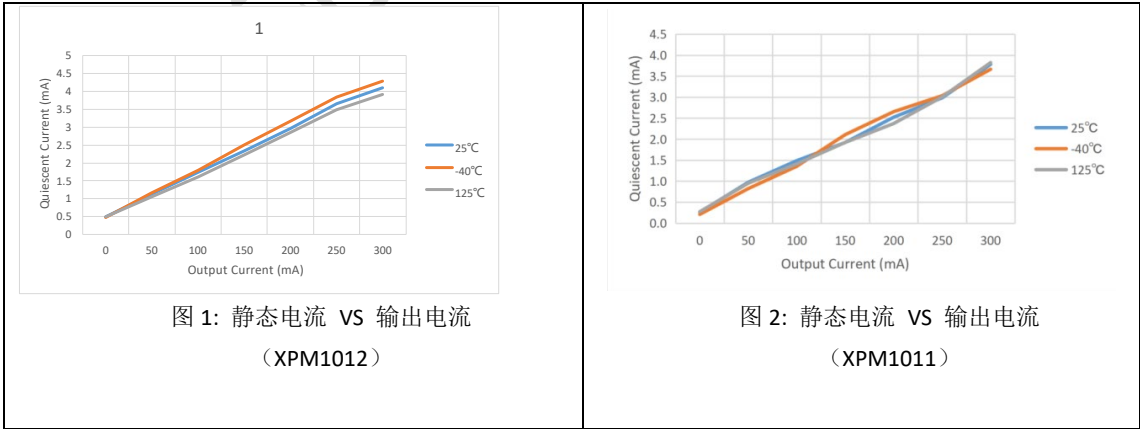 1
Quiescent Current (mA)
5
4.5
4
3.5
3
2.5
2
1.5
1
0.5
0
0 50 100 150 200 250 300
Output Current (mA)
25℃
-40℃
125℃
图 1: 静态电流 VS 输出电流
（XPM1012）
Quiescent Current (mA)
4.5
4.0
3.5
3.0
2.5
2.0
1.5
1.0
0.5
0.0
0 50 100 150 200 250 300
Output Current (mA)
25℃
-40℃
125℃
图 2: 静态电流 VS 输出电流
（XPM1011）